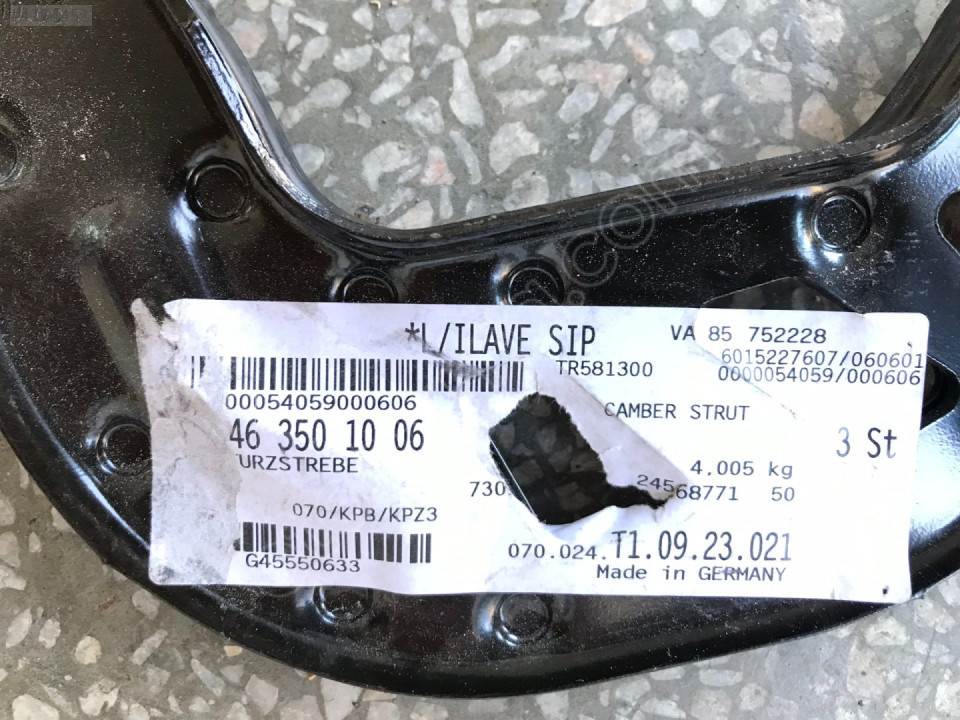 *L/ILAVE SIP
VA 85 752228
TR581300
6015227607/060601
0000054059/000606
00054059000606
CAMBER STRUT
46 350 10 06
3 St
URZSTREBE
4.005 kg
730
24568771 50
070/KPB/KPZ3
070.024.T1.09.23.021
G45550633
Made in GERMANY